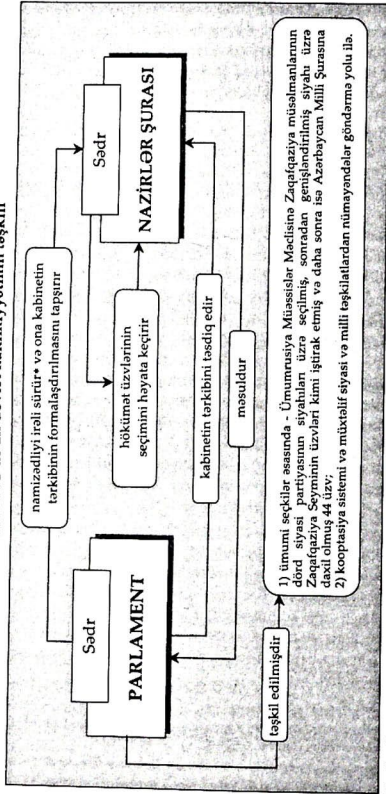 hakimiyyətinin təşkili
namizədliyi irəli sürür* və ona kabinetin
tərkibinin formalaşdırılmasını tapşırır
Sədr
PARLAMENT
Sədr
NAZİRLƏR ŞURASI
hökümət üzvlərinin
seçimini həyata keçirir
kabinetin tərkibini təsdiq edir
məsuldur
təşkil edilmişdir
1) ümumi seçkilər əsasında - Ümumrusiya Müəssislər Məclisinə Zaqafqaziya müsəlmanlarının
dörd siyasi partiyasının siyahıları üzrə seçilmiş, sonradan genişləndirilmiş siyahı üzrə
Zaqafqaziya Seyminin üzvləri kimi iştirak etmiş və daha sonra isə Azərbaycan Milli Şurasına
daxil olmuş 44 üzv;
2) kooptasiya sistemi və müxtəlif siyasi və milli təşkilatlardan nümayəndələr göndərmə yolu ilə.